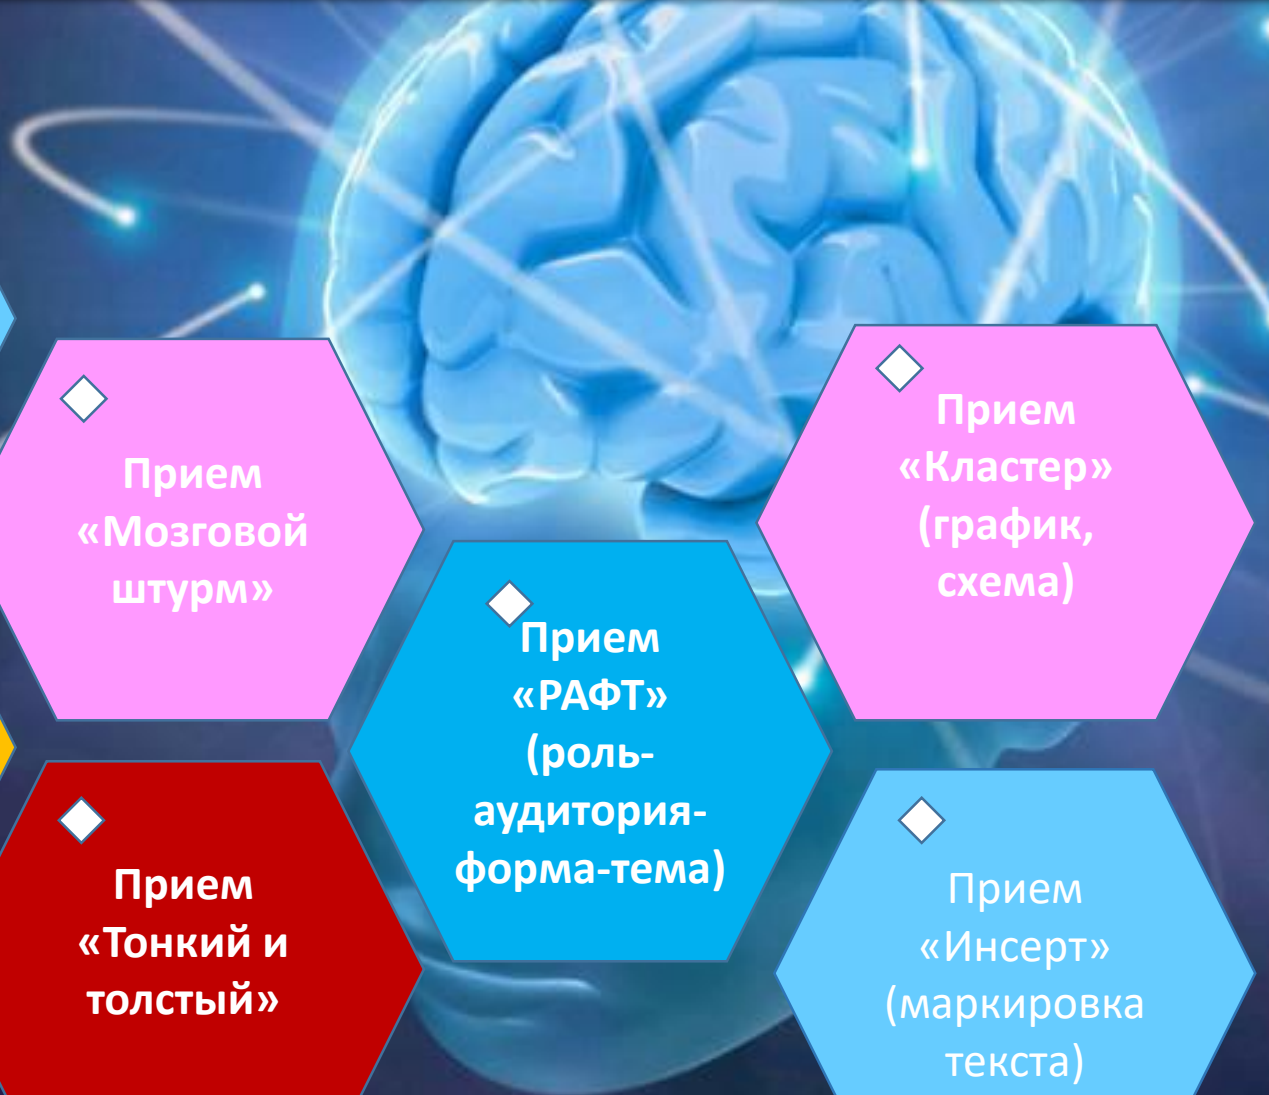 Прием
«Мозговой
штурм»
Прием
«Кластер»
(график,
схема)
Прием
«РАФТ»
(роль-
аудитория-
форма-тема)
Прием
«Тонкий и
толстый»
Прием
«Инсерт»
(маркировка
текста)